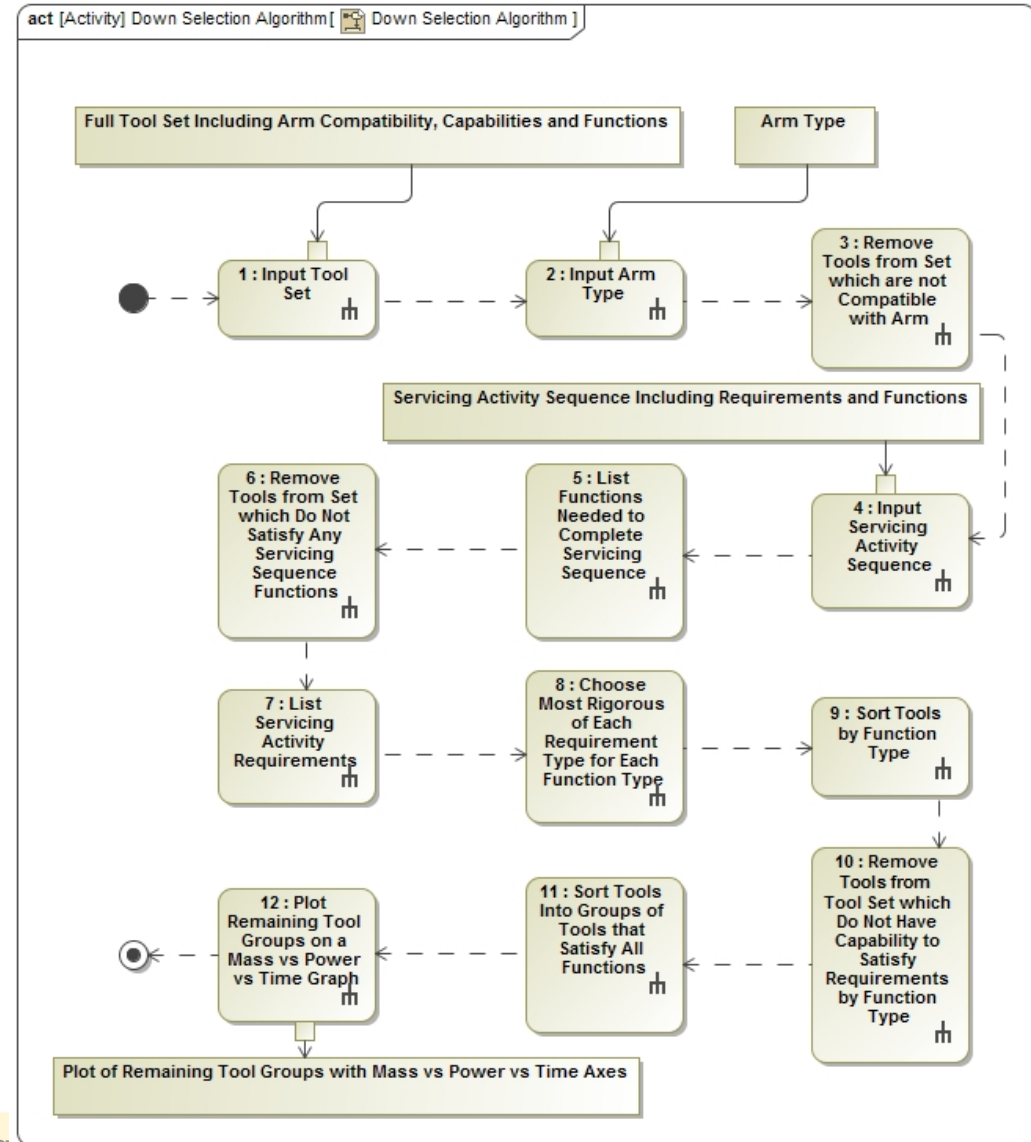 act [Activity] Down Selection Algorithm[ Down Selection Algorithm ]
Full Tool Set Including Arm Compatibility, Capabilities and Functions
Arm Type
1 : Input Tool
Set
2 : Input Arm
Type
3 : Remove
Tools from Set
which are not
Compatible
with Arm
Servicing Activity Sequence Including Requirements and Functions
4 : Input
Servicing
Activity
Sequence
5 : List
Functions
Needed to
Complete
Servicing
Sequence
6 : Remove
Tools from Set
which Do Not
Satisfy Any
Servicing
Sequence
Functions
7 : List
Servicing
Activity
Requirements
8 : Choose
Most Rigorous
of Each
Requirement
Type for Each
Function Type
9 : Sort Tools
by Function
Type
10 : Remove
Tools from
Tool Set which
Do Not Have
Capability to
Satisfy
Requirements
by Function
Type
11 : Sort Tools
Into Groups of
Tools that
Satisfy All
Functions
12 : Plot
Remaining Tool
Groups on a
Mass vs Power
vs Time Graph
Plot of Remaining Tool Groups with Mass vs Power vs Time Axes